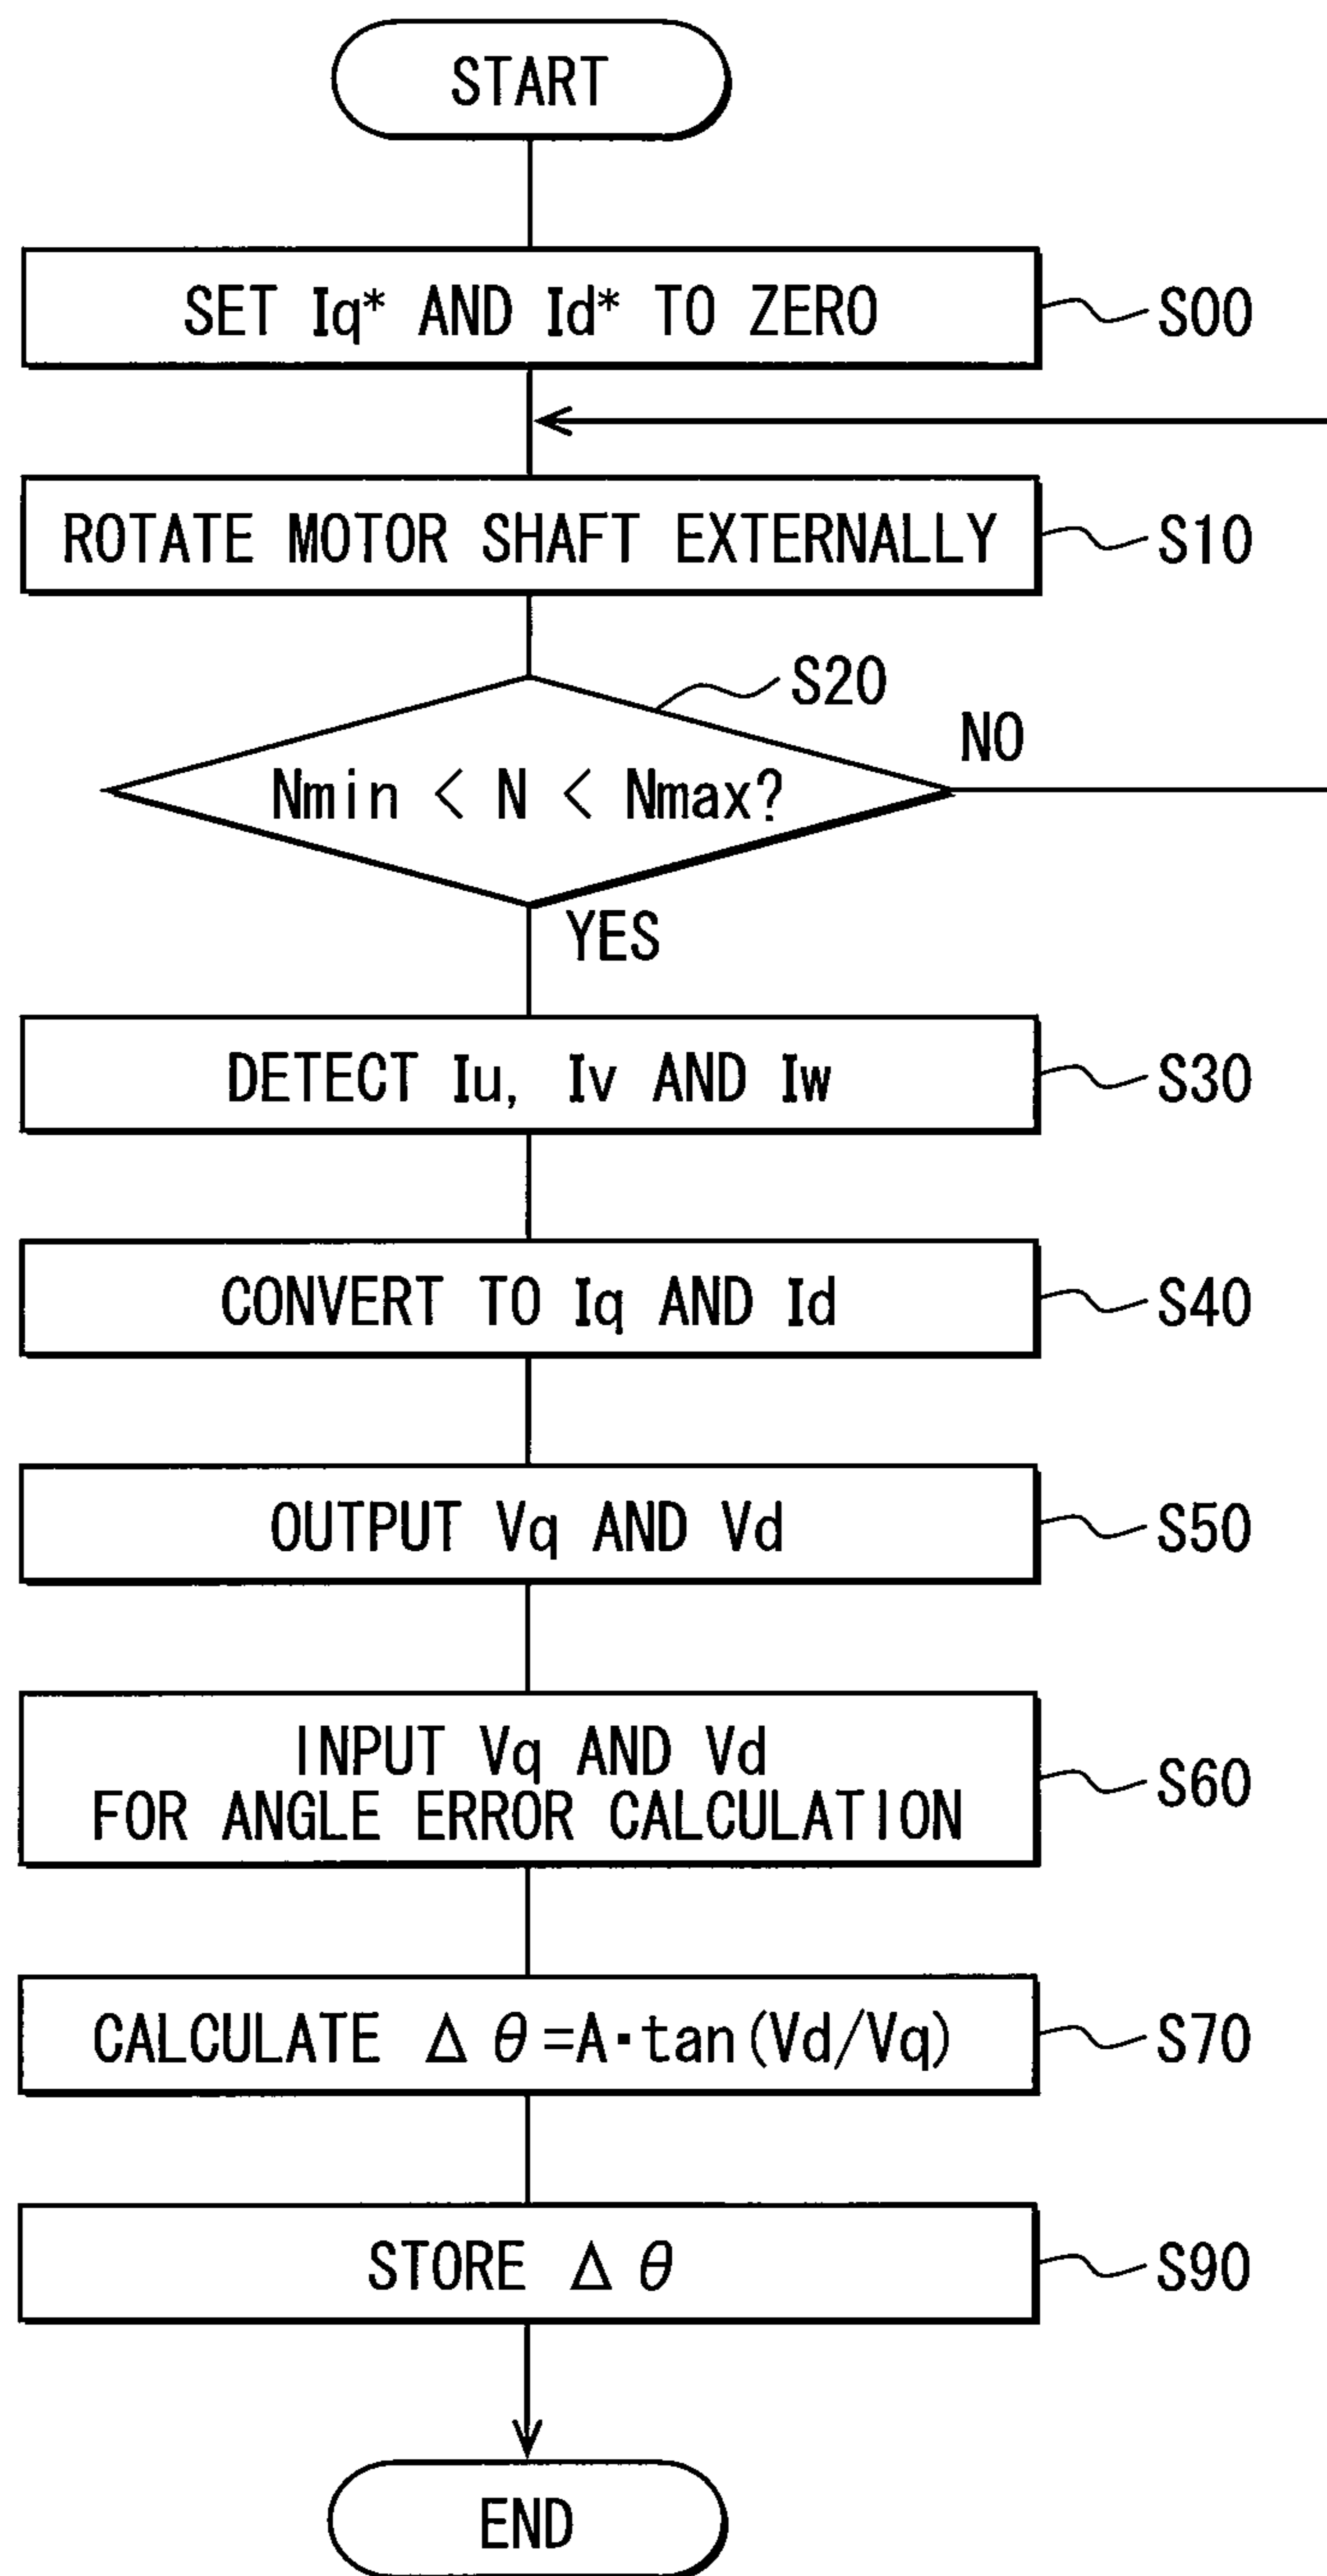 START
SET Iq* AND Id* TO ZERO
S00
ROTATE MOTOR SHAFT EXTERNALLY
S10
S20
Nmin < N < Nmax?
NO
YES
DETECT Iu, Iv AND Iw
S30
CONVERT TO Iq AND Id
S40
OUTPUT Vq AND Vd
S50
INPUT Vq AND Vd
FOR ANGLE ERROR CALCULATION
S60
CALCULATE Δθ=A·tan(Vd/Vq)
S70
STORE Δθ
S90
END